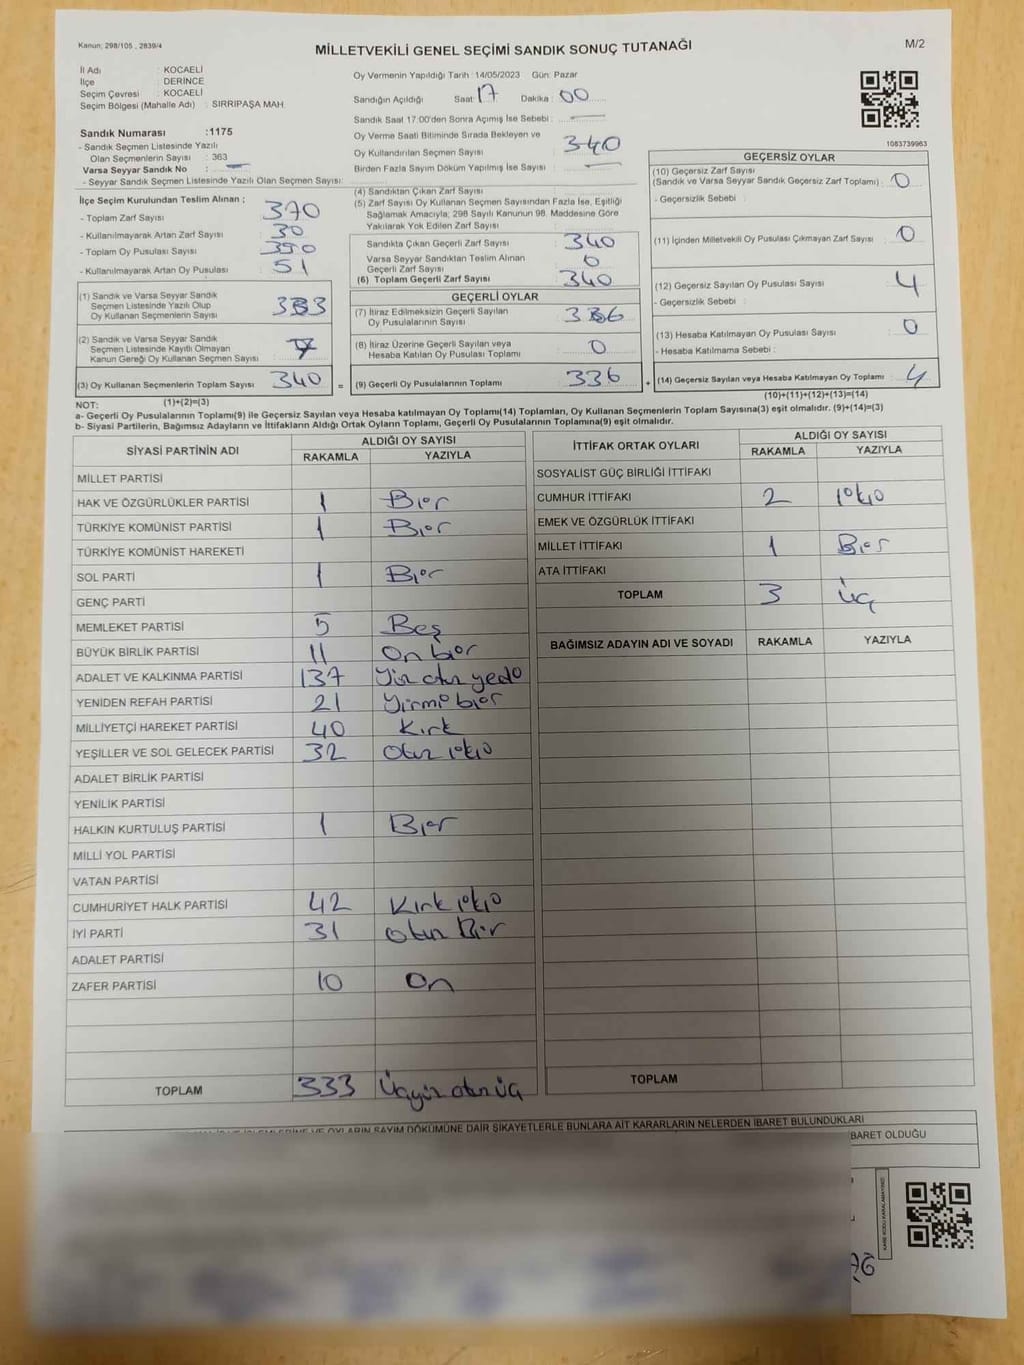 Kanun; 298/105 , 2839/4
MİLLETVEKİLİ GENEL SEÇİMİ SANDIK SONUÇ TUTANAĞI
M/2
İl Adı : KOCAELİ
İlçe : DERİNCE
Seçim Çevresi : KOCAELİ
Seçim Bölgesi (Mahalle Adı) : SIRRIPAŞA MAH
Sandık Numarası :1175
- Sandık Seçmen Listesinde Yazılı
Olan Seçmenlerin Sayısı : 363
Varsa Seyyar Sandık No : —
- Seyyar Sandık Seçmen Listesinde Yazılı Olan Seçmen Sayısı:
Oy Vermenin Yapıldığı Tarih : 14/05/2023 Gün: Pazar
Sandığın Açıldığı Saat 17 Dakika : 00
Sandık Saat 17:00'den Sonra Açımış İse Sebebi : —
Oy Verme Saati Bitiminde Sırada Bekleyen ve
Oy Kullandırılan Seçmen Sayısı : 340
Birden Fazla Sayım Döküm Yapılmış İse Sayısı : —
1083739963
İlçe Seçim Kurulundan Teslim Alınan ;
- Toplam Zarf Sayısı : 370
- Kullanılmayarak Artan Zarf Sayısı : 30
- Toplam Oy Pusulası Sayısı : 390
- Kullanılmayarak Artan Oy Pusulası : 51
(1) Sandık ve Varsa Seyyar Sandık
Seçmen Listesinde Yazılı Olup
Oy Kullanan Seçmenlerin Sayısı : 333
(2) Sandık ve Varsa Seyyar Sandık
Seçmen Listesinde Kayıtlı Olmayan
Kanun Gereği Oy Kullanan Seçmen Sayısı : 7
(3) Oy Kullanan Seçmenlerin Toplam Sayısı : 340 =
(1)+(2)=(3)
(4) Sandıktan Çıkan Zarf Sayısı :
(5) Zarf Sayısı Oy Kullanan Seçmen Sayısından Fazla İse, Eşitliği
Sağlamak Amacıyla; 298 Sayılı Kanunun 98. Maddesine Göre
Yakılarak Yok Edilen Zarf Sayısı :
Sandıkta Çıkan Geçerli Zarf Sayısı : 340
Varsa Seyyar Sandıktan Teslim Alınan
Geçerli Zarf Sayısı : 0
(6) Toplam Geçerli Zarf Sayısı : 340
GEÇERLİ OYLAR
(7) İtiraz Edilmeksizin Geçerli Sayılan
Oy Pusulalarının Sayısı : 336
(8) İtiraz Üzerine Geçerli Sayılan veya
Hesaba Katılan Oy Pusulası Toplamı : 0
(9) Geçerli Oy Pusulalarının Toplamı : 336 +
GEÇERSİZ OYLAR
(10) Geçersiz Zarf Sayısı
(Sandık ve Varsa Seyyar Sandık Geçersiz Zarf Toplamı) : 0
- Geçersizlik Sebebi :
(11) İçinden Milletvekili Oy Pusulası Çıkmayan Zarf Sayısı : 0
(12) Geçersiz Sayılan Oy Pusulası Sayısı : 4
- Geçersizlik Sebebi :
(13) Hesaba Katılmayan Oy Pusulası Sayısı : 0
- Hesaba Katılmama Sebebi :
(14) Geçersiz Sayılan veya Hesaba Katılmayan Oy Toplamı : 4
(10)+(11)+(12)+(13)=(14)
NOT:
a- Geçerli Oy Pusulalarının Toplamı(9) ile Geçersiz Sayılan veya Hesaba katılmayan Oy Toplamı(14) Toplamları, Oy Kullanan Seçmenlerin Toplam Sayısına(3) eşit olmalıdır. (9)+(14)=(3)
b- Siyasi Partilerin, Bağımsız Adayların ve İttifakların Aldığı Ortak Oyların Toplamı, Geçerli Oy Pusulalarının Toplamına(9) eşit olmalıdır.
SİYASİ PARTİNİN ADI ALDIĞI OY SAYISI
RAKAMLA YAZIYLA
MİLLET PARTİSİ
HAK VE ÖZGÜRLÜKLER PARTİSİ 1 Bir
TÜRKİYE KOMÜNİST PARTİSİ 1 Bir
TÜRKİYE KOMÜNİST HAREKETİ
SOL PARTİ 1 Bir
GENÇ PARTİ
MEMLEKET PARTİSİ 5 Beş
BÜYÜK BİRLİK PARTİSİ 11 On bir
ADALET VE KALKINMA PARTİSİ 137 Yüz otuz yedi
YENİDEN REFAH PARTİSİ 21 Yirmi bir
MİLLİYETÇİ HAREKET PARTİSİ 40 Kırk
YEŞİLLER VE SOL GELECEK PARTİSİ 32 Otuz iki
ADALET BİRLİK PARTİSİ
YENİLİK PARTİSİ
HALKIN KURTULUŞ PARTİSİ 1 Bir
MİLLİ YOL PARTİSİ
VATAN PARTİSİ
CUMHURİYET HALK PARTİSİ 42 Kırk iki
İYİ PARTİ 31 Otuz Bir
ADALET PARTİSİ
ZAFER PARTİSİ 10 On
TOPLAM 333 Üçyüz otuz üç
İTTİFAK ORTAK OYLARI ALDIĞI OY SAYISI
RAKAMLA YAZIYLA
SOSYALİST GÜÇ BİRLİĞİ İTTİFAKI
CUMHUR İTTİFAKI 2 iki
EMEK VE ÖZGÜRLÜK İTTİFAKI
MİLLET İTTİFAKI 1 Bir
ATA İTTİFAKI
TOPLAM 3 Üç
BAĞIMSIZ ADAYIN ADI VE SOYADI RAKAMLA YAZIYLA
TOPLAM
OYLARIN SAYIM DÖKÜMÜNE DAİR ŞİKAYETLERLE BUNLARA AİT KARARLARIN NELERDEN İBARET BULUNDUKLARI
İBARET OLDUĞU
KARE KODU KARALAMAYINIZ!